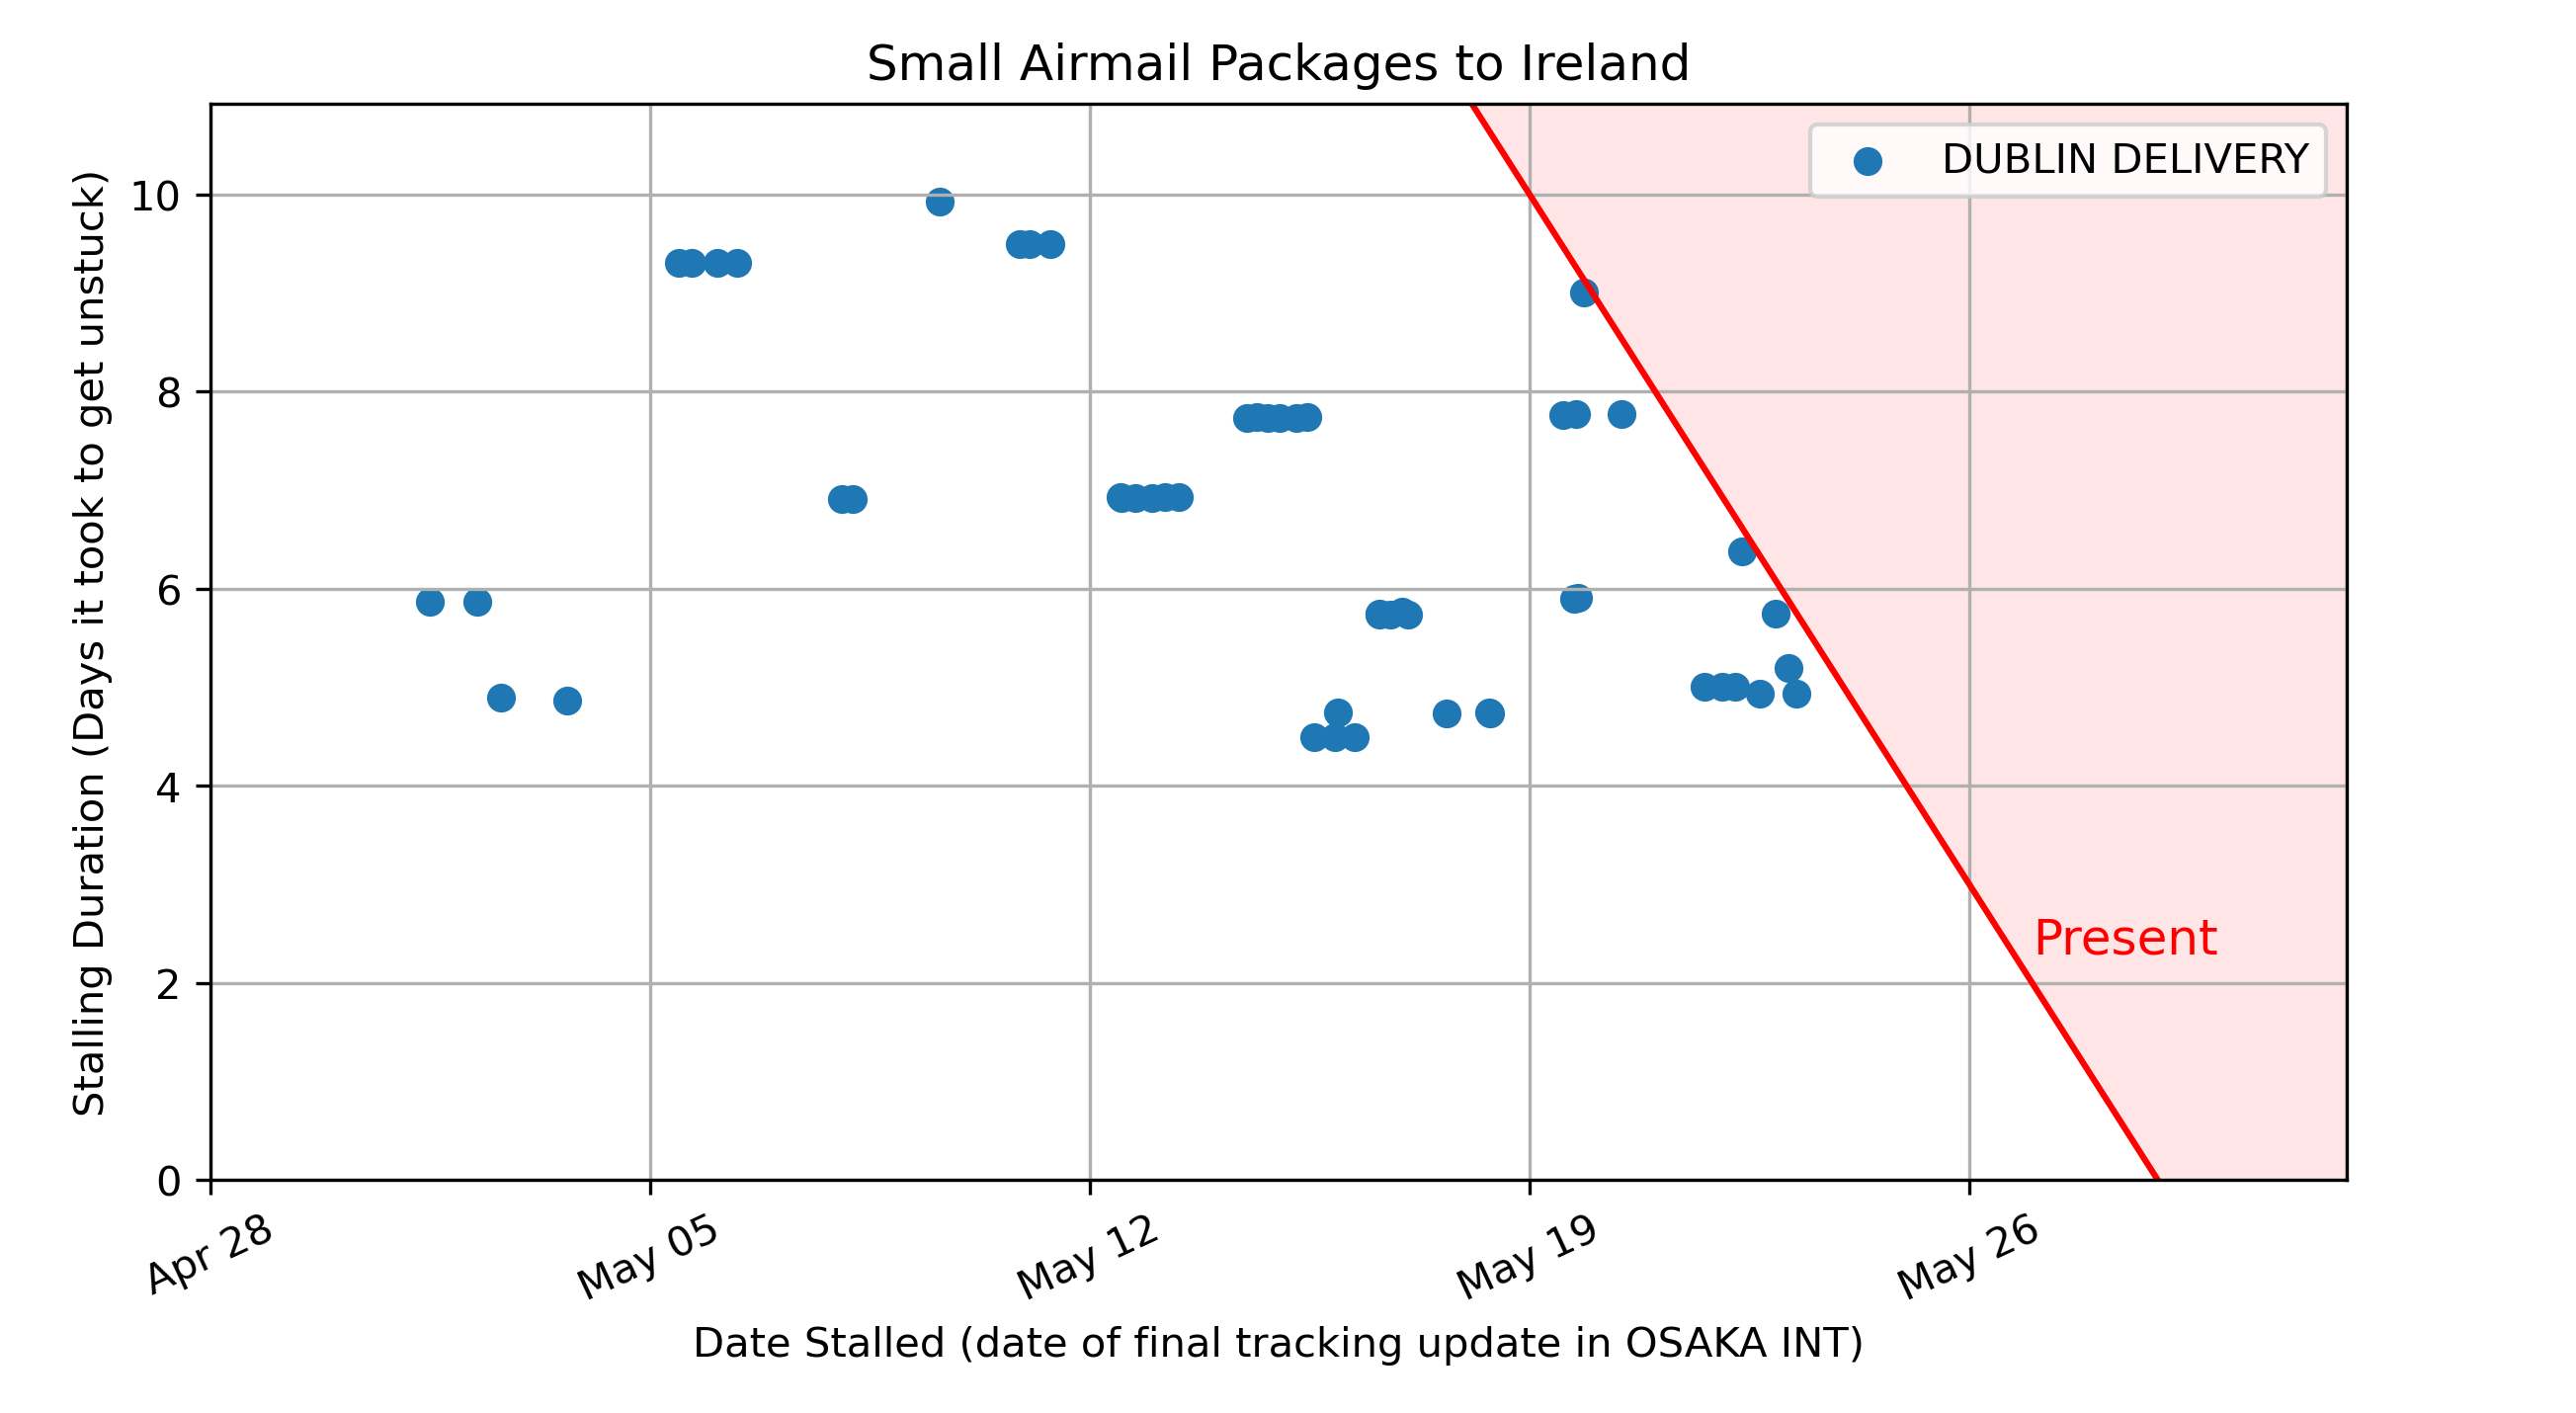 Small Airmail Packages to Ireland
DUBLIN DELIVERY
Stalling Duration (Days it took to get unstuck)
10
8
6
4
2
0
Present
Apr 28
May 05
May 12
May 19
May 26
Date Stalled (date of final tracking update in OSAKA INT)